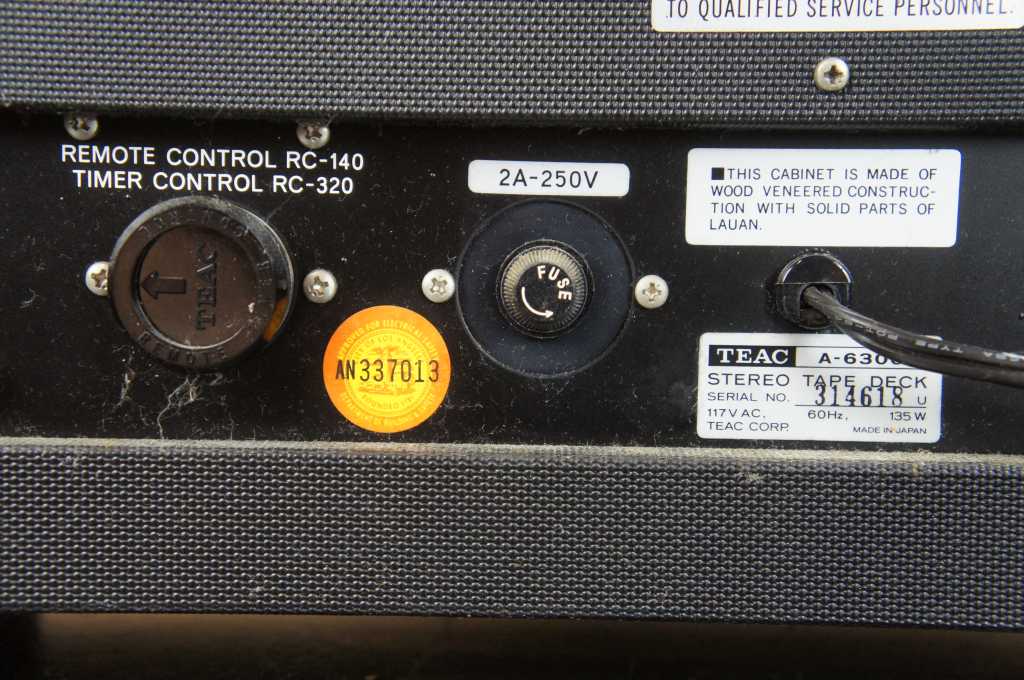 TO QUALIFIED SERVICE PERSONNEL.
REMOTE CONTROL RC-140
TIMER CONTROL RC-320
2A-250V
■THIS CABINET IS MADE OF
WOOD VENEERED CONSTRUC-
TION WITH SOLID PARTS OF
LAUAN.
TEAC
REMOTE
FUSE
AN337013
TEAC A-630
STEREO TAPE DECK
SERIAL NO. 314618 U
117V AC, 60Hz, 135W
TEAC CORP. MADE IN JAPAN